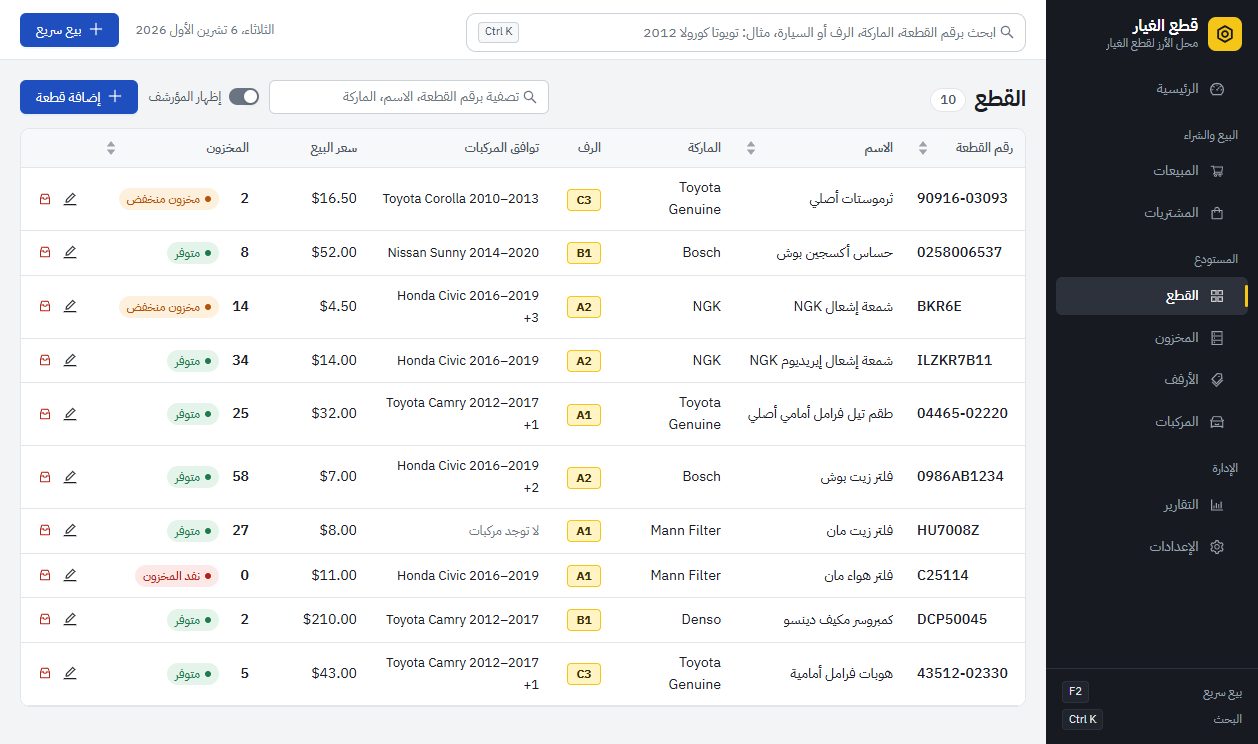 قطع الغيار
محل الأرز لقطع الغيار
الرئيسية
البيع والشراء
المبيعات
المشتريات
المستودع
القطع
المخزون
الأرفف
المركبات
الإدارة
التقارير
الإعدادات
بيع سريع F2
البحث Ctrl K
ابحث برقم القطعة، الماركة، الرف أو السيارة، مثال: تويوتا كورولا 2012 Ctrl K
الثلاثاء، 6 تشرين الأول 2026
بيع سريع
القطع 10
تصفية برقم القطعة، الاسم، الماركة
إظهار المؤرشف
إضافة قطعة
رقم القطعة الاسم الماركة الرف توافق المركبات سعر البيع المخزون
90916-03093 ثرموستات أصلي Toyota Genuine C3 Toyota Corolla 2010–2013 $16.50 2 مخزون منخفض
0258006537 حساس أكسجين بوش Bosch B1 Nissan Sunny 2014–2020 $52.00 8 متوفر
BKR6E شمعة إشعال NGK NGK A2 Honda Civic 2016–2019 +3 $4.50 14 مخزون منخفض
ILZKR7B11 شمعة إشعال إيريديوم NGK NGK A2 Honda Civic 2016–2019 $14.00 34 متوفر
04465-02220 طقم تيل فرامل أمامي أصلي Toyota Genuine A1 Toyota Camry 2012–2017 +1 $32.00 25 متوفر
0986AB1234 فلتر زيت بوش Bosch A2 Honda Civic 2016–2019 +2 $7.00 58 متوفر
HU7008Z فلتر زيت مان Mann Filter A1 لا توجد مركبات $8.00 27 متوفر
C25114 فلتر هواء مان Mann Filter A1 Honda Civic 2016–2019 $11.00 0 نفد المخزون
DCP50045 كمبروسر مكيف دينسو Denso B1 Toyota Camry 2012–2017 $210.00 2 متوفر
43512-02330 هوبات فرامل أمامية Toyota Genuine C3 Toyota Camry 2012–2017 +1 $43.00 5 متوفر